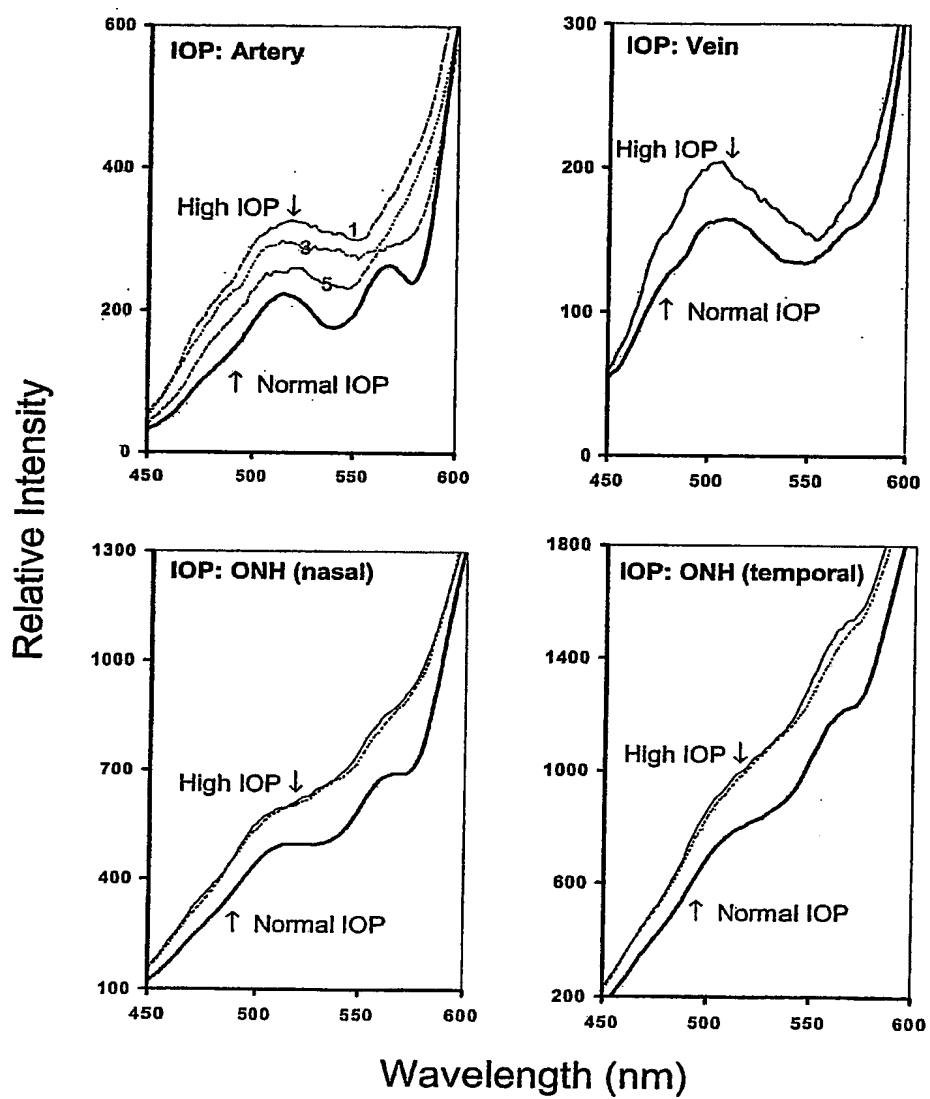 Relative Intensity
IOP: Artery
600
400
200
0
High IOP ↓
1
3
5
↑ Normal IOP
450 500 550 600
IOP: Vein
300
200
100
0
High IOP ↓
↑ Normal IOP
450 500 550 600
IOP: ONH (nasal)
1300
1000
700
400
100
High IOP ↓
↑ Normal IOP
450 500 550 600
IOP: ONH (temporal)
1800
1400
1000
600
200
High IOP ↓
↑ Normal IOP
450 500 550 600
Wavelength (nm)